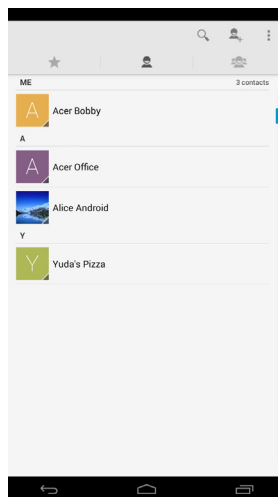 ME 3 contacts
A Acer Bobby
A
A Acer Office
Alice Android
Y
Y Yuda's Pizza